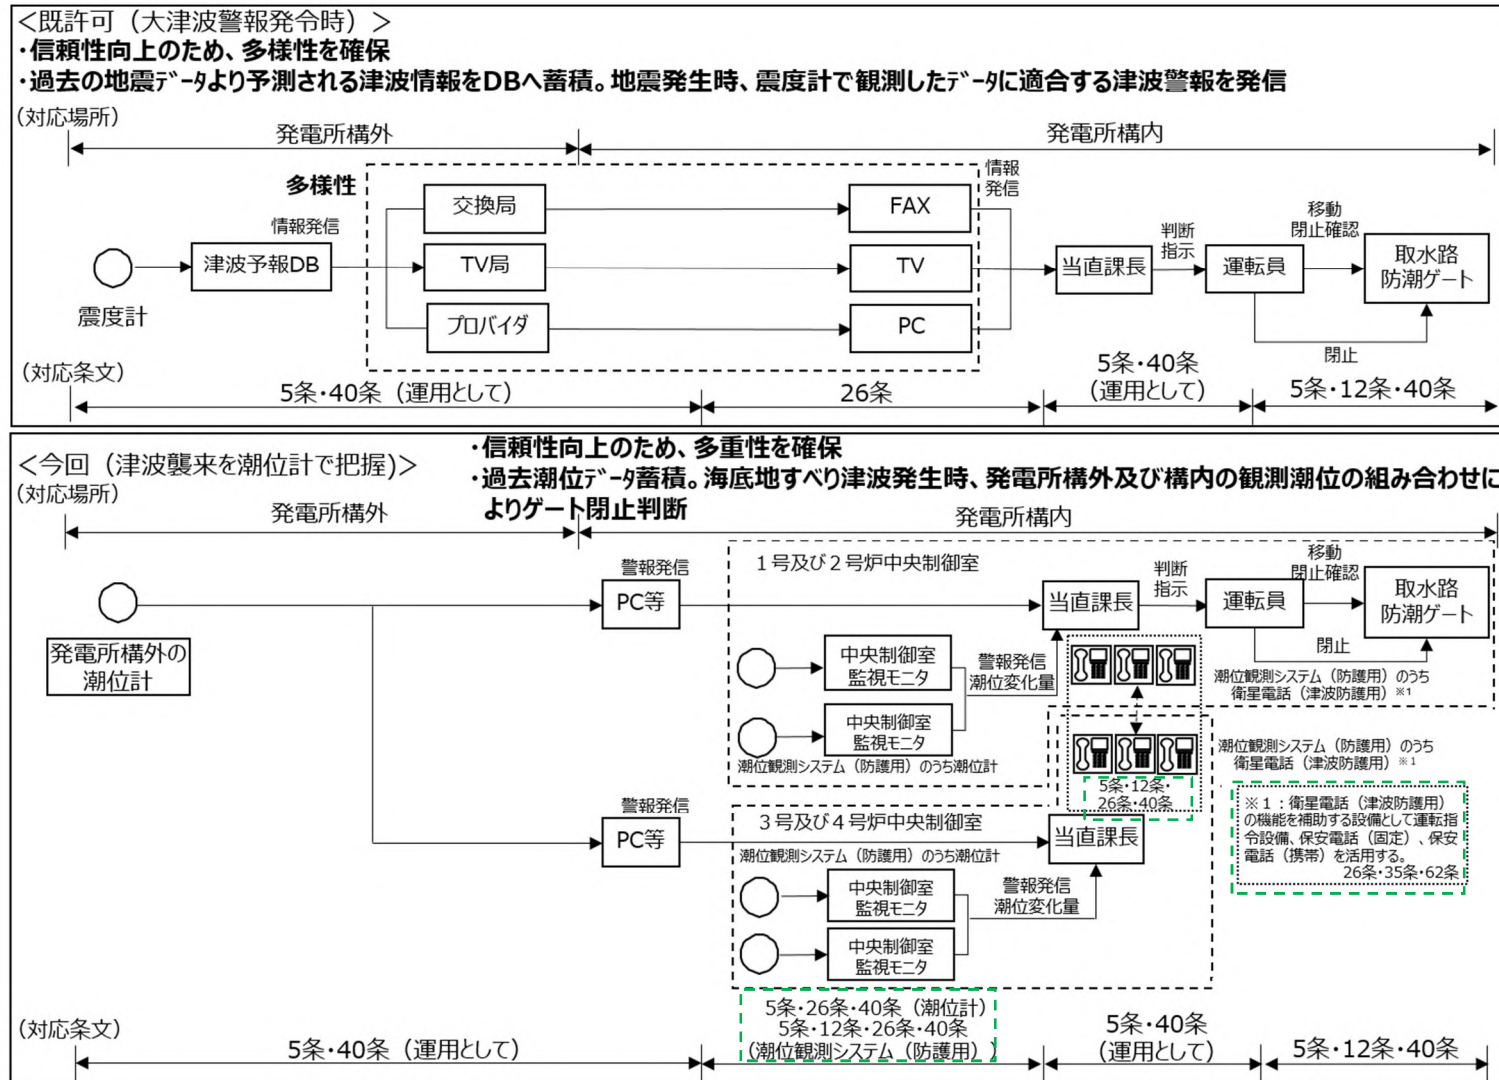 ＜既許可（大津波警報発令時）＞
・信頼性向上のため、多様性を確保
・過去の地震ﾃﾞｰﾀより予測される津波情報をDBへ蓄積。地震発生時、震度計で観測したﾃﾞｰﾀに適合する津波警報を発信
（対応場所）
発電所構外
発電所構内
多様性
情報発信
交換局
TV局
プロバイダ
FAX
TV
PC
情報
発信
震度計
津波予報DB
当直課長
判断
指示
運転員
移動
閉止確認
取水路
防潮ゲート
閉止
（対応条文）
5条・40条（運用として）
26条
5条・40条
（運用として）
5条・12条・40条
＜今回（津波襲来を潮位計で把握)＞
・信頼性向上のため、多重性を確保
・過去潮位ﾃﾞｰﾀ蓄積。海底地すべり津波発生時、発電所構外及び構内の観測潮位の組み合わせに
よりゲート閉止判断
（対応場所）
発電所構外
発電所構内
発電所構外の
潮位計
警報発信
PC等
１号及び２号炉中央制御室
当直課長
判断
指示
運転員
移動
閉止確認
取水路
防潮ゲート
閉止
中央制御室
監視モニタ
中央制御室
監視モニタ
警報発信
潮位変化量
潮位観測システム（防護用）のうち潮位計
潮位観測システム（防護用）のうち
衛星電話（津波防護用）※1
潮位観測システム（防護用）のうち
衛星電話（津波防護用）※1
5条・12条・
26条・40条
※１：衛星電話（津波防護用）
の機能を補助する設備として運転指
令設備、保安電話（固定）、保安
電話（携帯）を活用する。
26条・35条・62条
警報発信
PC等
３号及び４号炉中央制御室
当直課長
潮位観測システム（防護用）のうち潮位計
中央制御室
監視モニタ
中央制御室
監視モニタ
警報発信
潮位変化量
（対応条文）
5条・40条（運用として）
5条・26条・40条（潮位計）
5条・12条・26条・40条
（潮位観測システム（防護用））
5条・40条
（運用として）
5条・12条・40条